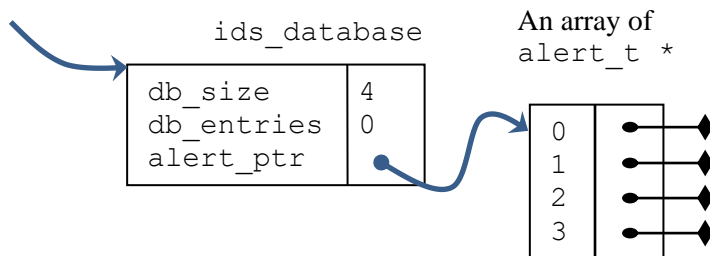 ids_database
db_size 4
db_entries 0
alert_ptr
An array of
alert_t *
0
1
2
3